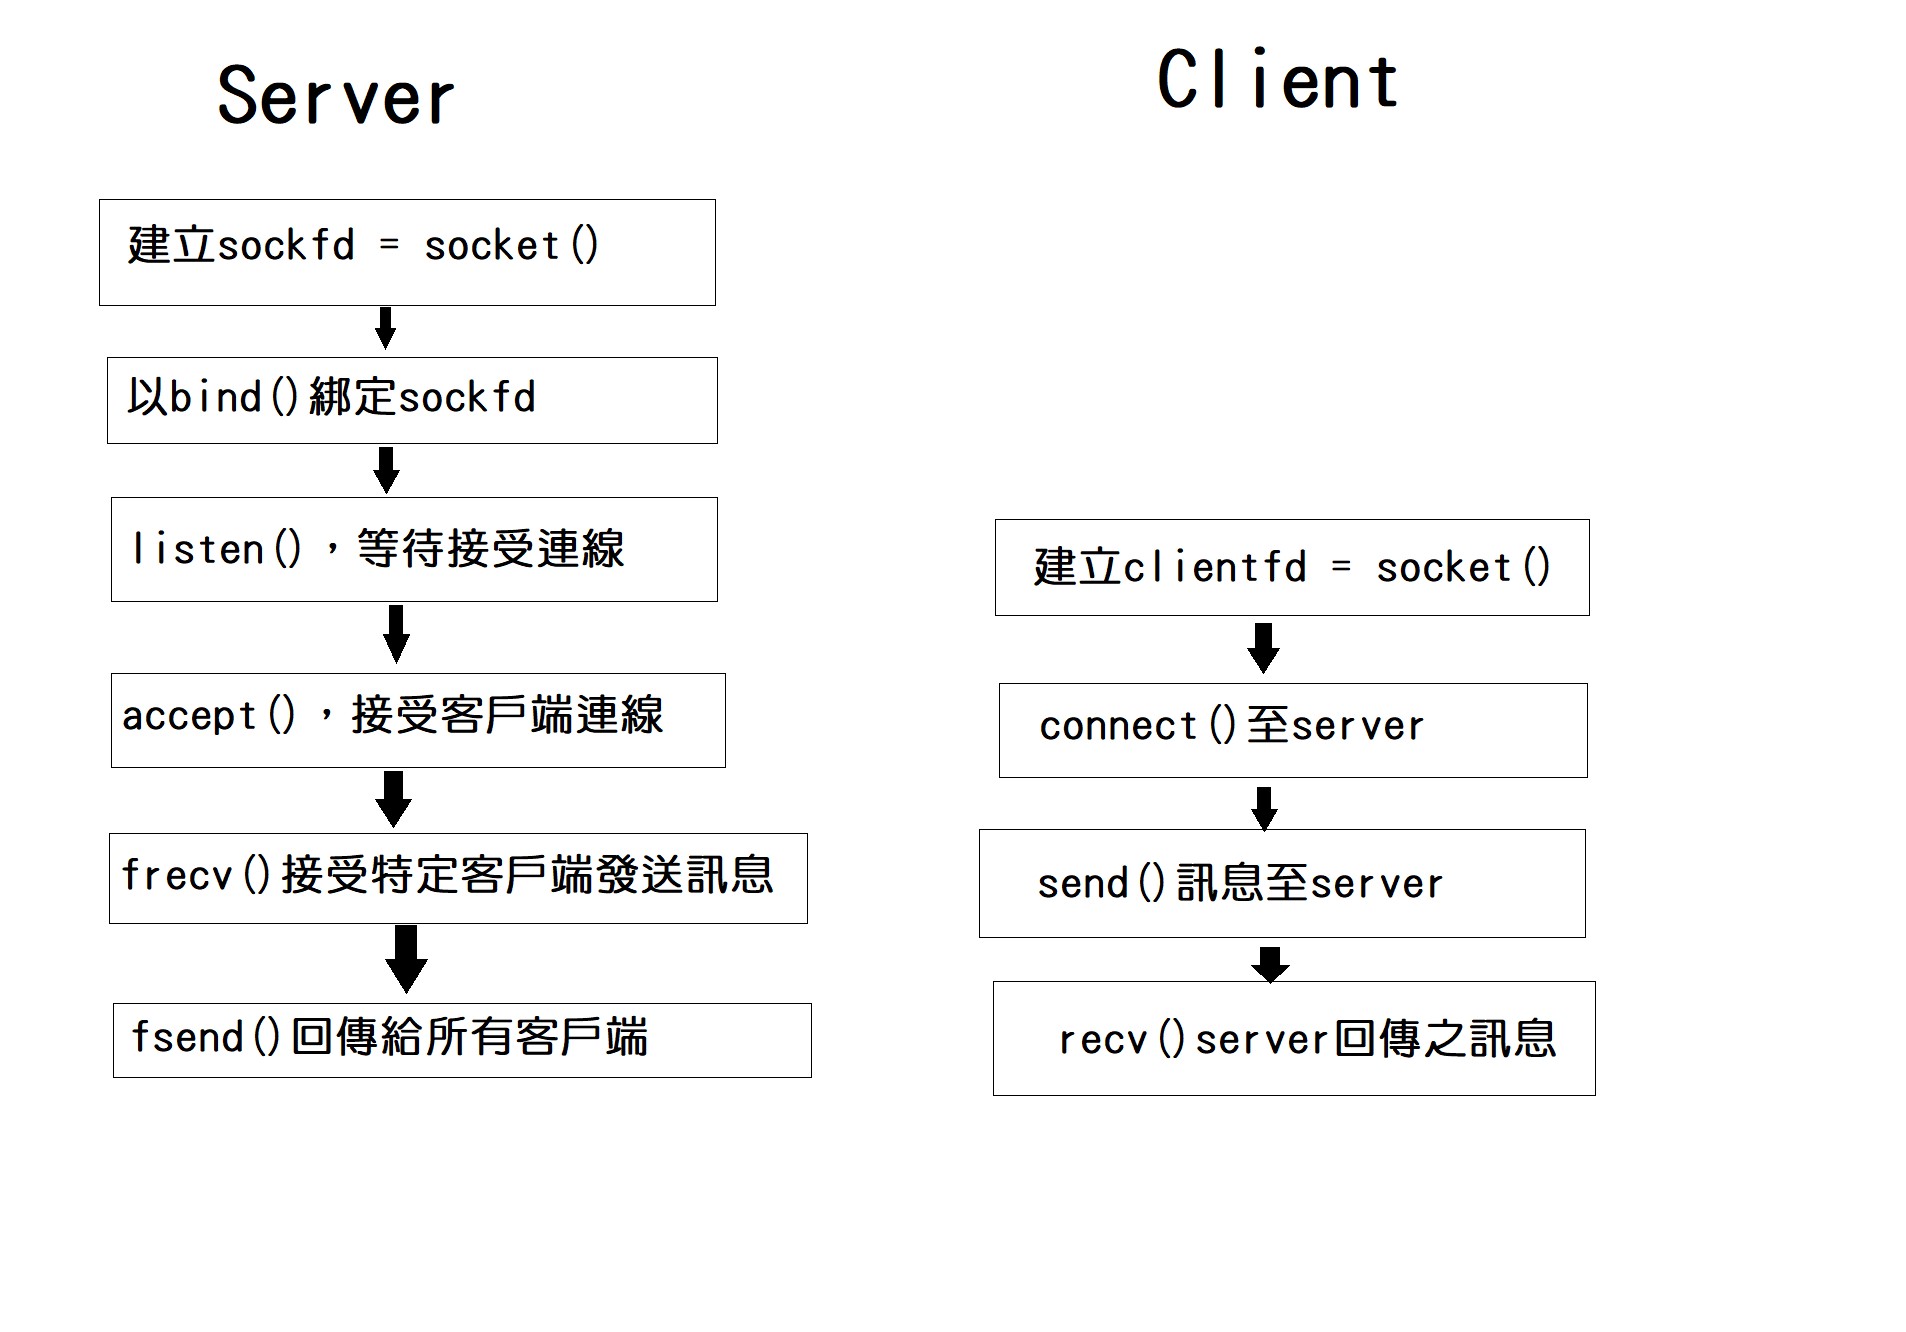 Server
建立sockfd = socket()
以bind()綁定sockfd
listen()，等待接受連線
accept()，接受客戶端連線
frecv()接受特定客戶端發送訊息
fsend()回傳給所有客戶端
Client
建立clientfd = socket()
connect()至server
send()訊息至server
recv()server回傳之訊息